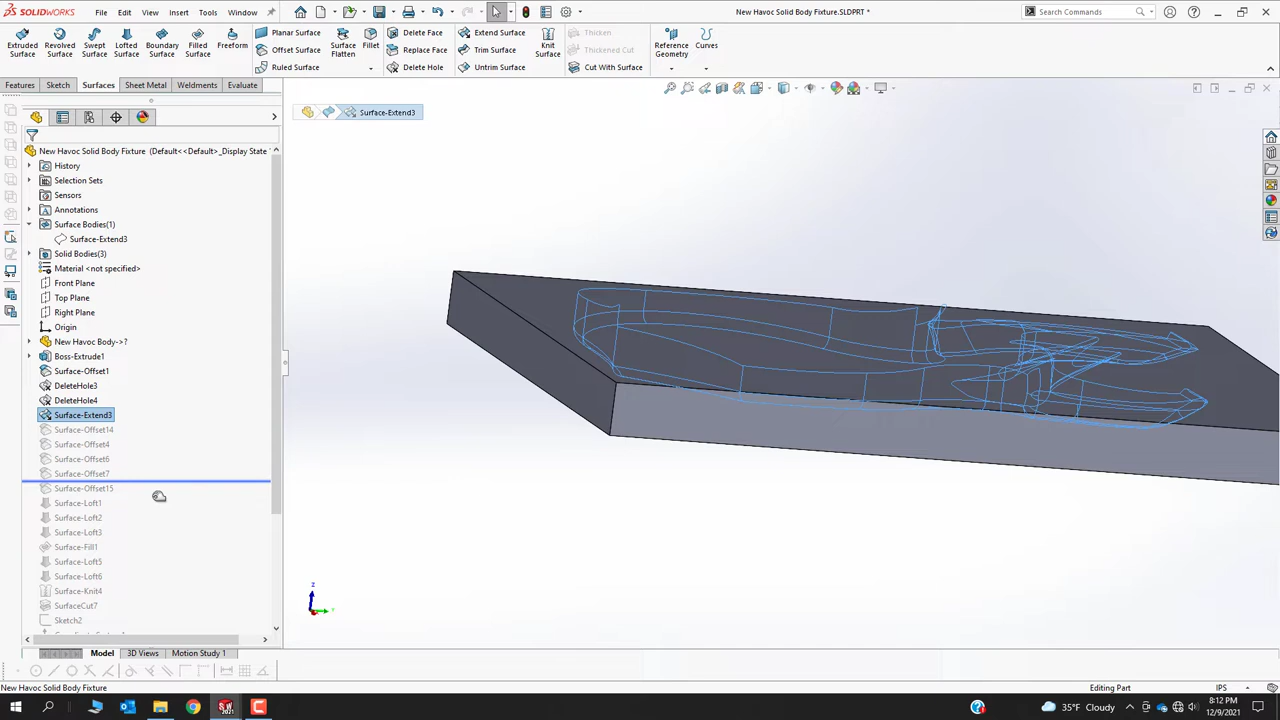 SOLIDWORKS File Edit View Insert Tools Window New Havoc Solid Body Fixture.SLDPRT * Search Commands
Extruded Surface Revolved Surface Swept Surface Lofted Surface Boundary Surface Filled Surface Freeform Planar Surface Offset Surface Ruled Surface Surface Flatten Fillet Delete Face Replace Face Delete Hole Extend Surface Trim Surface Untrim Surface Knit Surface Thicken Thickened Cut Cut With Surface Reference Geometry Curves
Features Sketch Surfaces Sheet Metal Weldments Evaluate
Surface-Extend3
New Havoc Solid Body Fixture (Default<<Default>_Display State
History
Selection Sets
Sensors
Annotations
Surface Bodies(1)
Surface-Extend3
Solid Bodies(3)
Material <not specified>
Front Plane
Top Plane
Right Plane
Origin
New Havoc Body->?
Boss-Extrude1
Surface-Offset1
DeleteHole3
DeleteHole4
Surface-Extend3
Surface-Offset14
Surface-Offset4
Surface-Offset6
Surface-Offset7
Surface-Offset15
Surface-Loft1
Surface-Loft2
Surface-Loft3
Surface-Fill1
Surface-Loft5
Surface-Loft6
Surface-Knit4
SurfaceCut7
Sketch2
Z
Y
Model 3D Views Motion Study 1
New Havoc Solid Body Fixture Editing Part IPS
35°F Cloudy 8:12 PM
12/9/2021